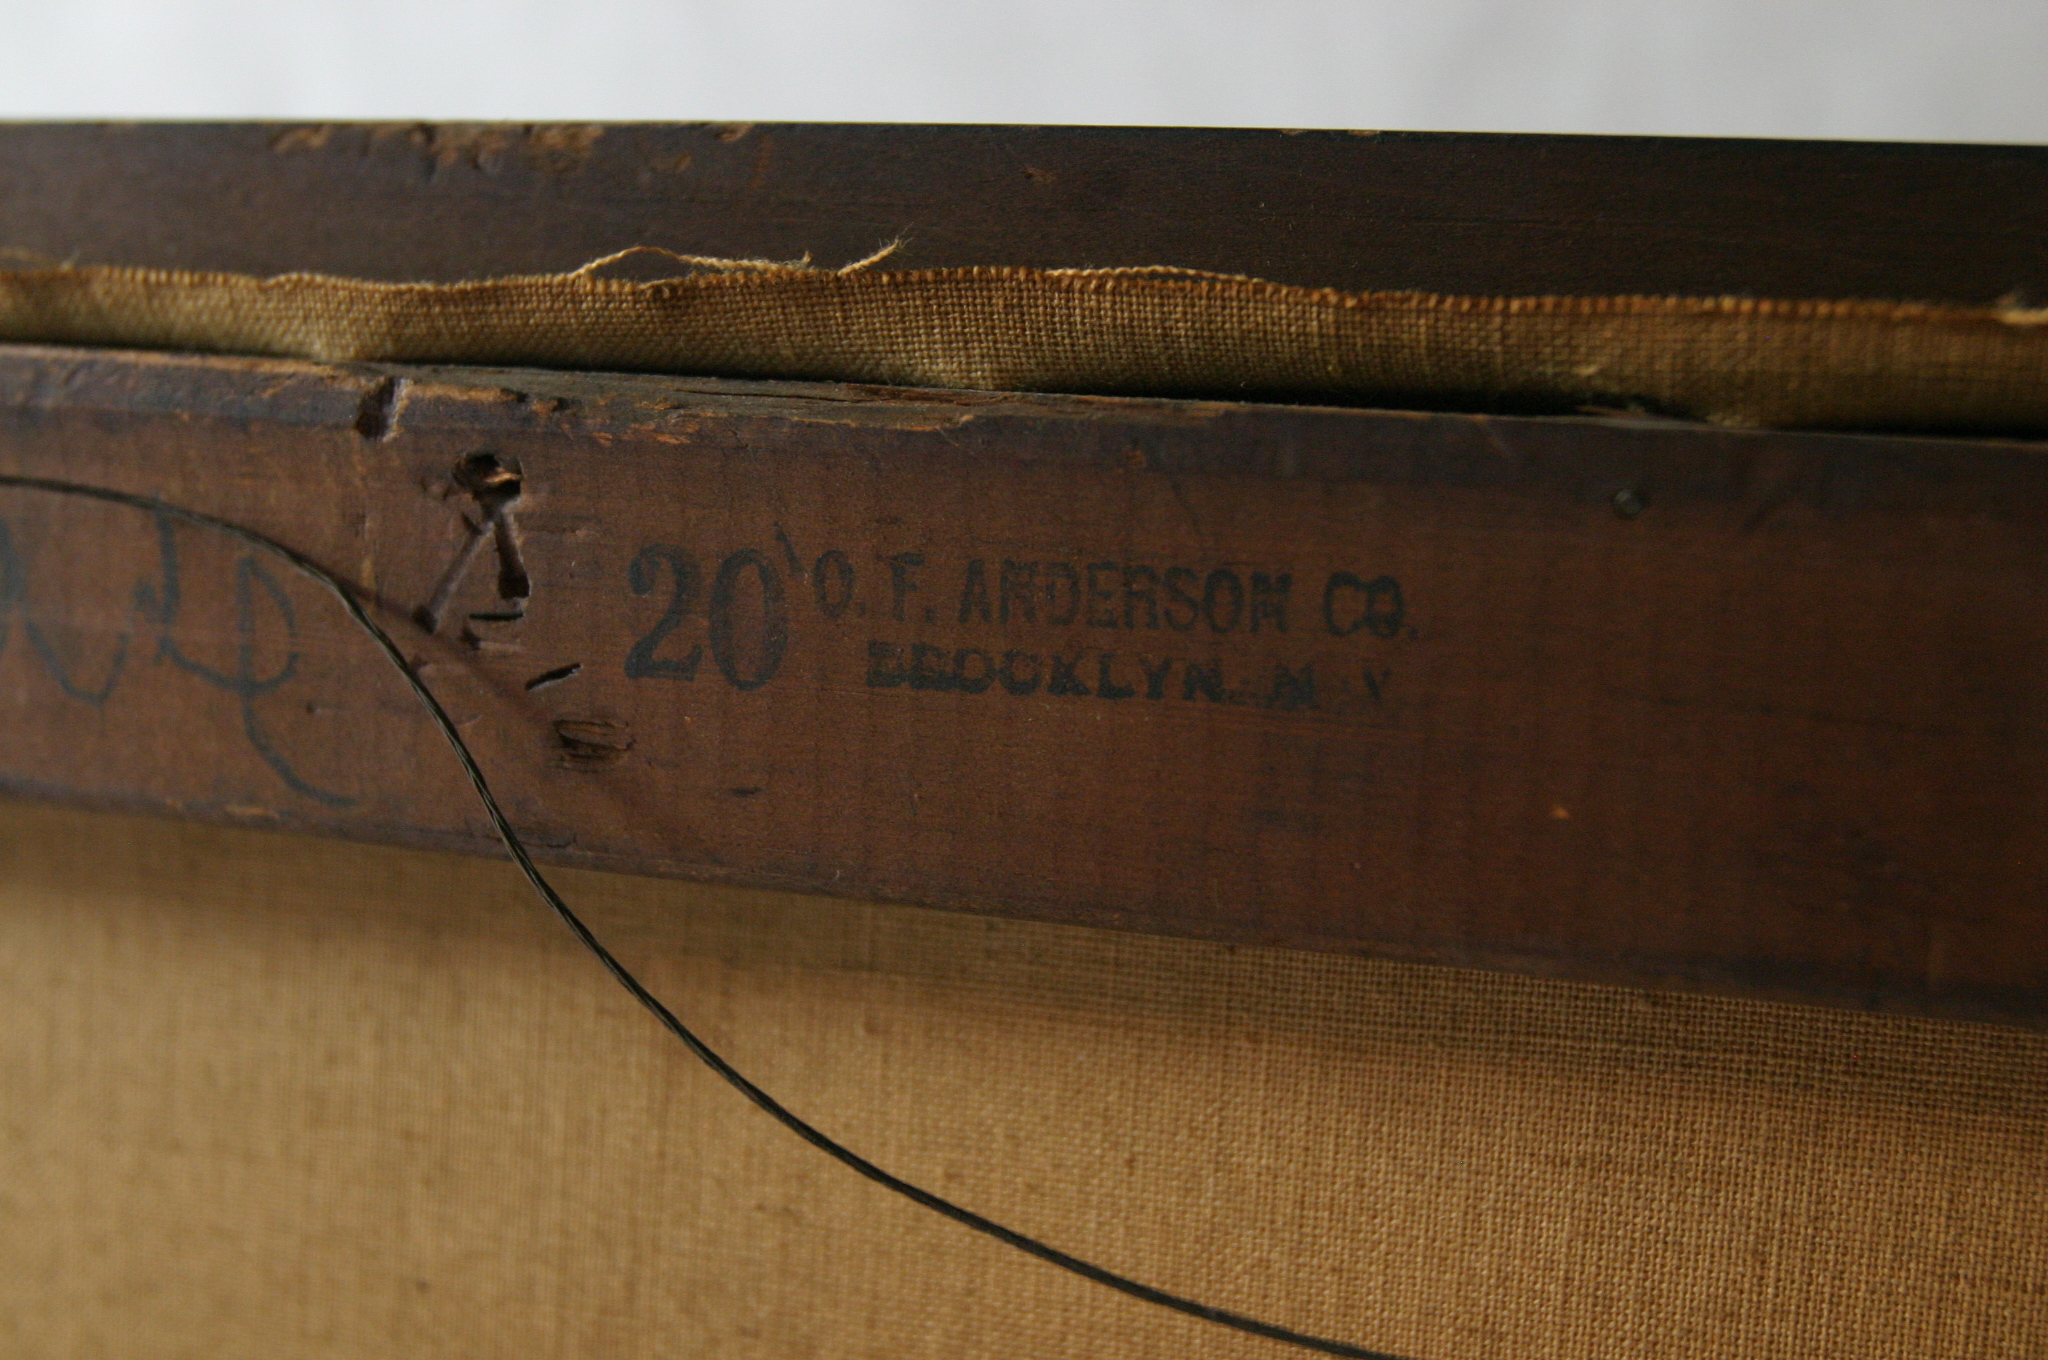 20 O. F. ANDERSON CO.
BROOKLYN. N. Y